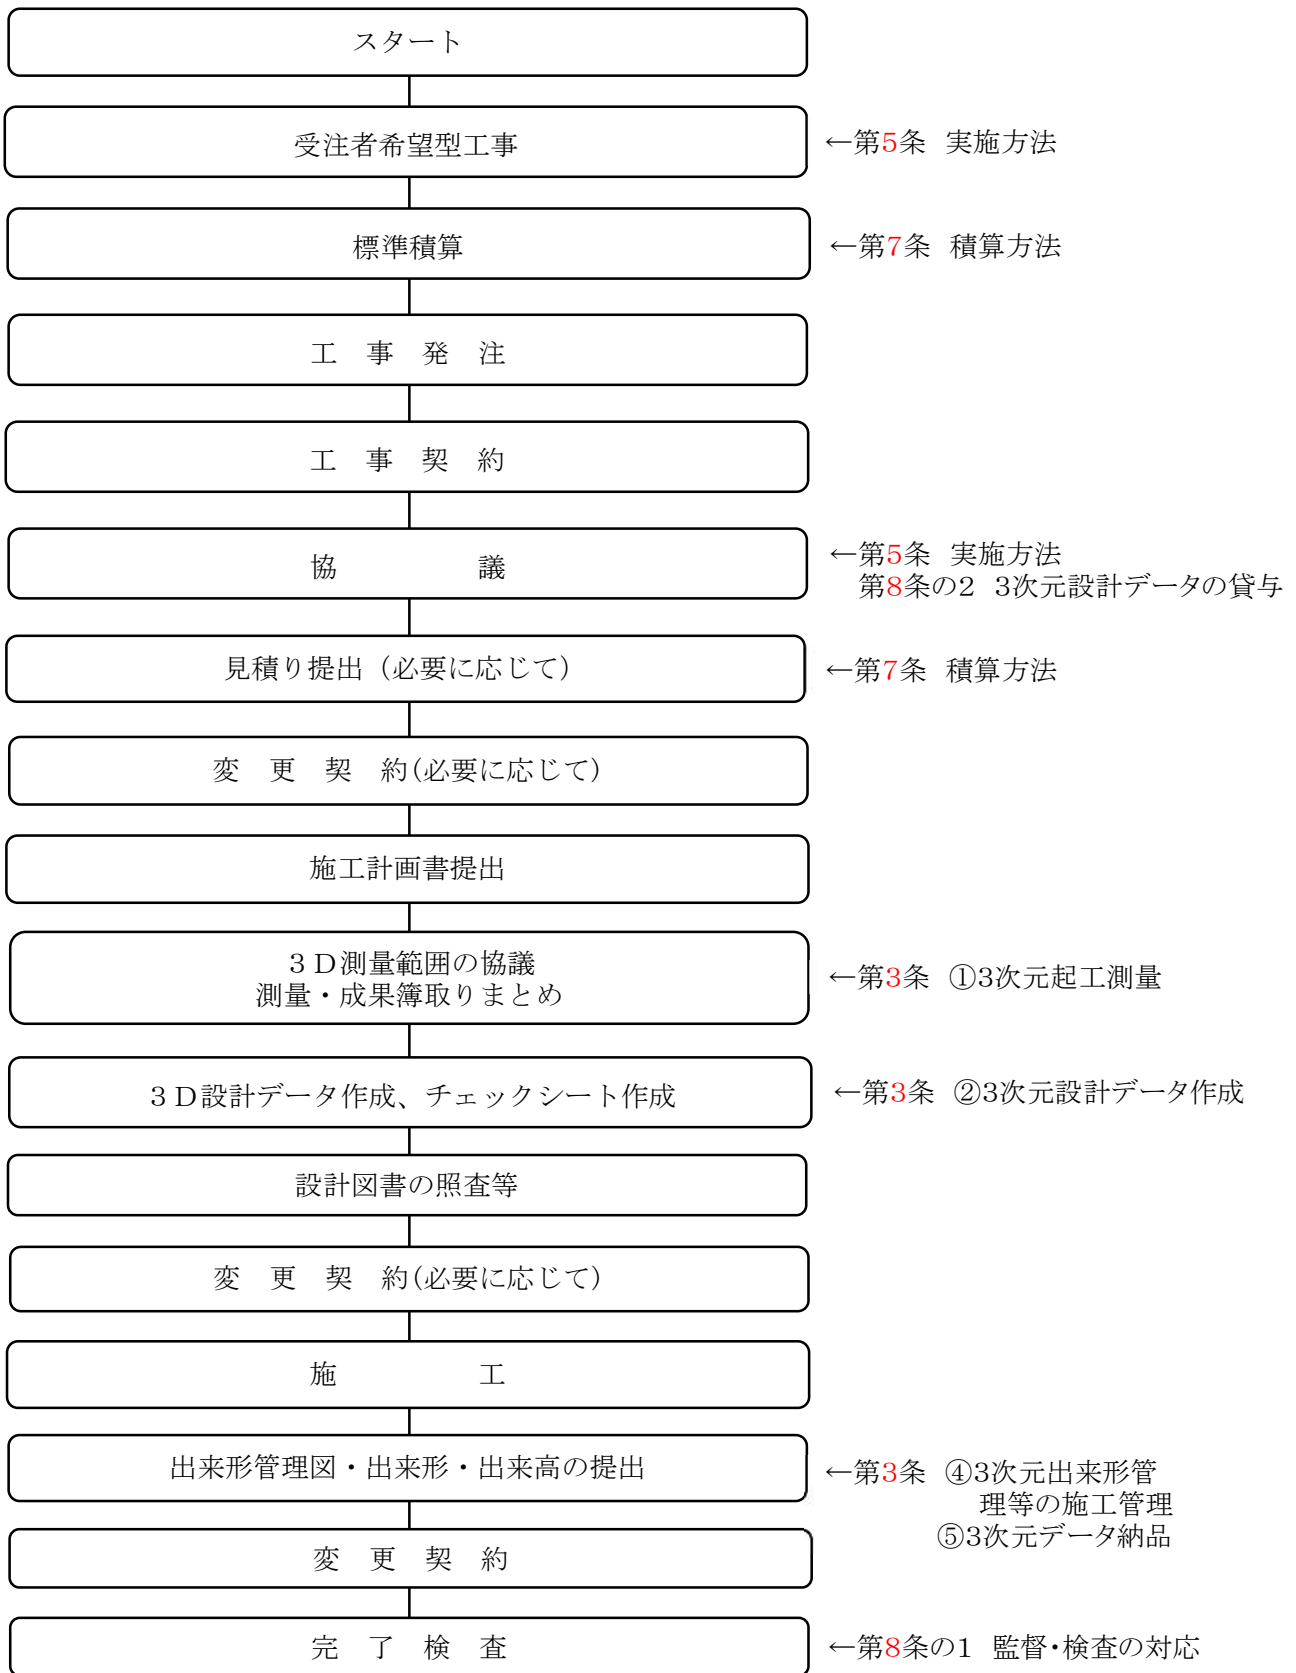 スタート
受注者希望型工事
←第5条 実施方法
標準積算
←第7条 積算方法
工 事 発 注
工 事 契 約
協 議
←第5条 実施方法
第8条の2 3次元設計データの貸与
見積り提出（必要に応じて）
←第7条 積算方法
変 更 契 約(必要に応じて)
施工計画書提出
３Ｄ測量範囲の協議
測量・成果簿取りまとめ
←第3条 ①3次元起工測量
３Ｄ設計データ作成、チェックシート作成
←第3条 ②3次元設計データ作成
設計図書の照査等
変 更 契 約(必要に応じて)
施 工
出来形管理図・出来形・出来高の提出
←第3条 ④3次元出来形管
理等の施工管理
⑤3次元データ納品
変 更 契 約
完 了 検 査
←第8条の1 監督・検査の対応